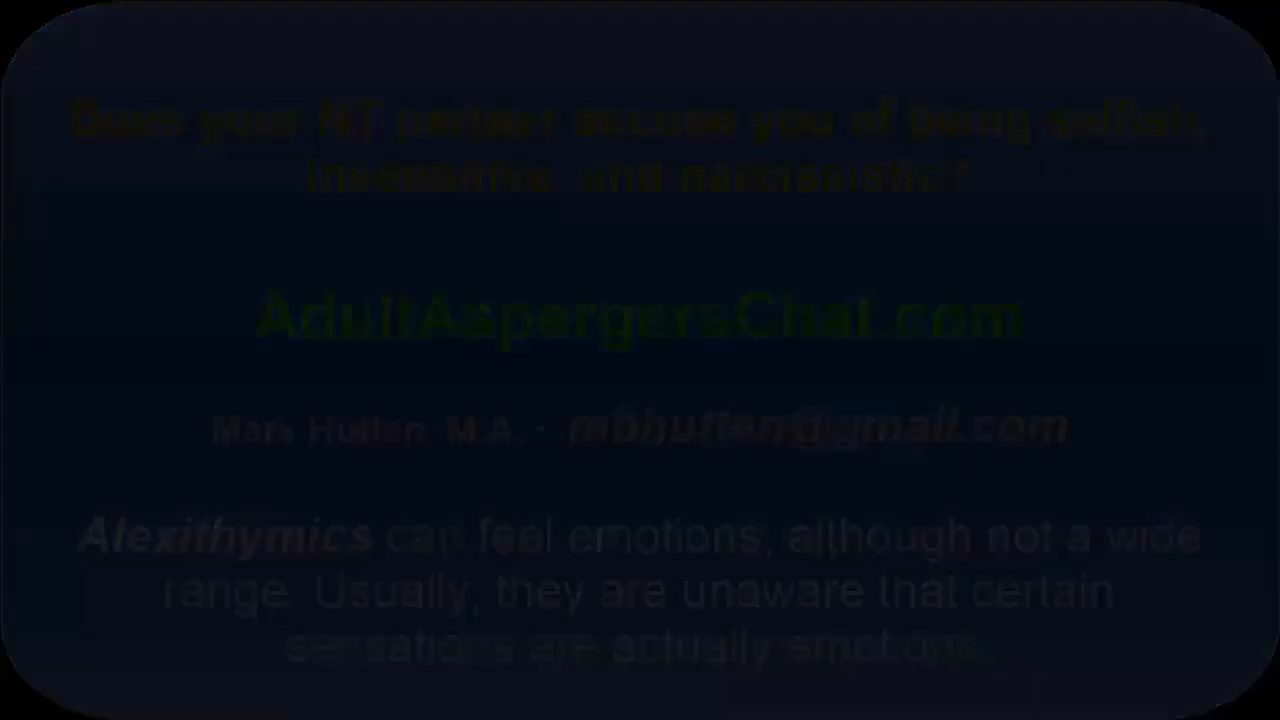 Does your NT partner accuse you of being selfish,
insensitive, and narcissistic?
AdultAspergersChat.com
Mark Hutten, M.A. - mbhutten@gmail.com
Alexithymics can feel emotions, although not a wide
range. Usually, they are unaware that certain
sensations are actually emotions.